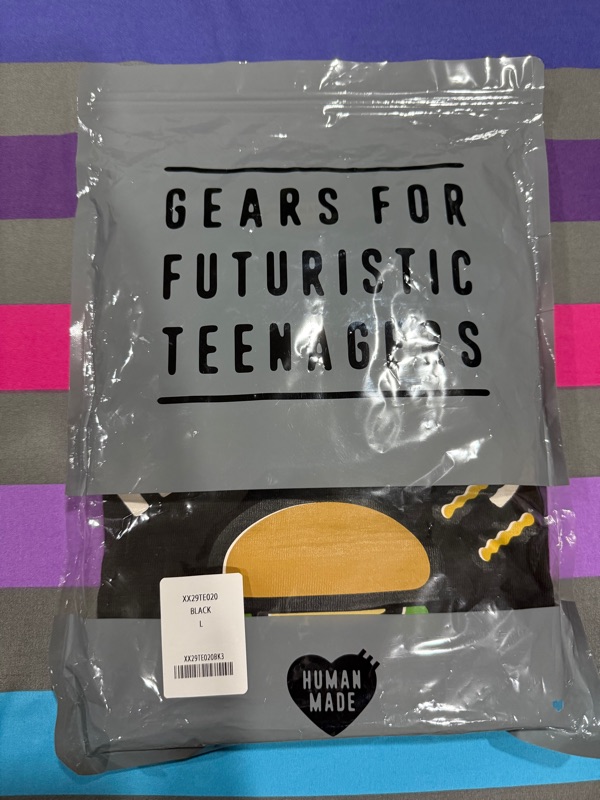 GEARS FOR
FUTURISTIC
TEENAGERS
XX29TE020
BLACK
L
XX29TE020BK3
HUMAN
MADE